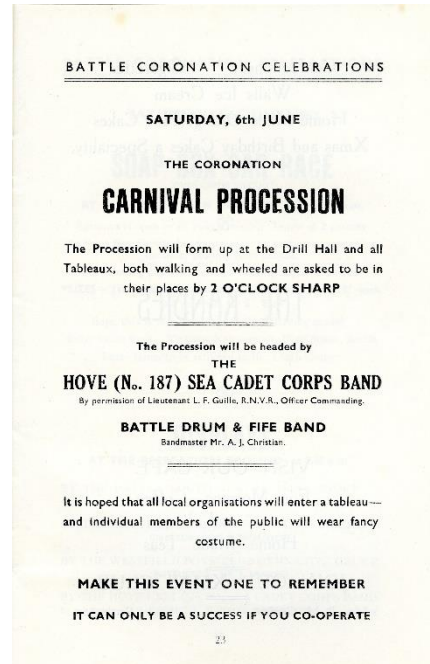 BATTLE CORONATION CELEBRATIONS
SATURDAY, 6th JUNE
THE CORONATION
CARNIVAL PROCESSION
The Procession will form up at the Drill Hall and all
Tableaux, both walking and wheeled are asked to be in
their places by 2 O'CLOCK SHARP
The Procession will be headed by
THE
HOVE (No. 187) SEA CADET CORPS BAND
By permission of Lieutenant L. F. Guille, R.N.V.R., Officer Commanding.
BATTLE DRUM & FIFE BAND
Bandmaster Mr. A. J. Christian.
It is hoped that all local organisations will enter a tableau—
and individual members of the public will wear fancy
costume.
MAKE THIS EVENT ONE TO REMEMBER
IT CAN ONLY BE A SUCCESS IF YOU CO-OPERATE
23